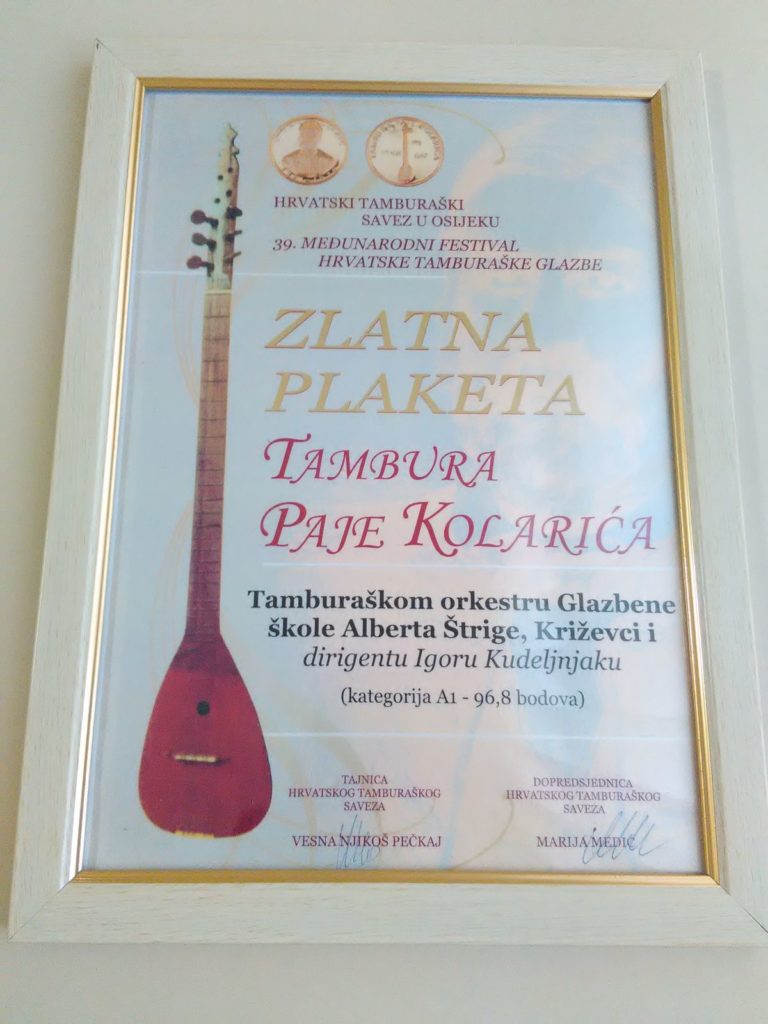 HRVATSKI TAMBURAŠKI
SAVEZ U OSIJEKU
39. MEĐUNARODNI FESTIVAL
HRVATSKE TAMBURAŠKE GLAZBE
ZLATNA
PLAKETA
TAMBURA
PAJE KOLARIĆA
Tamburaškom orkestru Glazbene
škole Alberta Štrige, Križevci i
dirigentu Igoru Kudeljnjaku
(kategorija A1 - 96,8 bodova)
TAJNICA
HRVATSKOG TAMBURAŠKOG
SAVEZA
VESNA NJIKOŠ PEČKAJ
DOPREDSJEDNICA
HRVATSKOG TAMBURAŠKOG
SAVEZA
MARIJA MEDIĆ